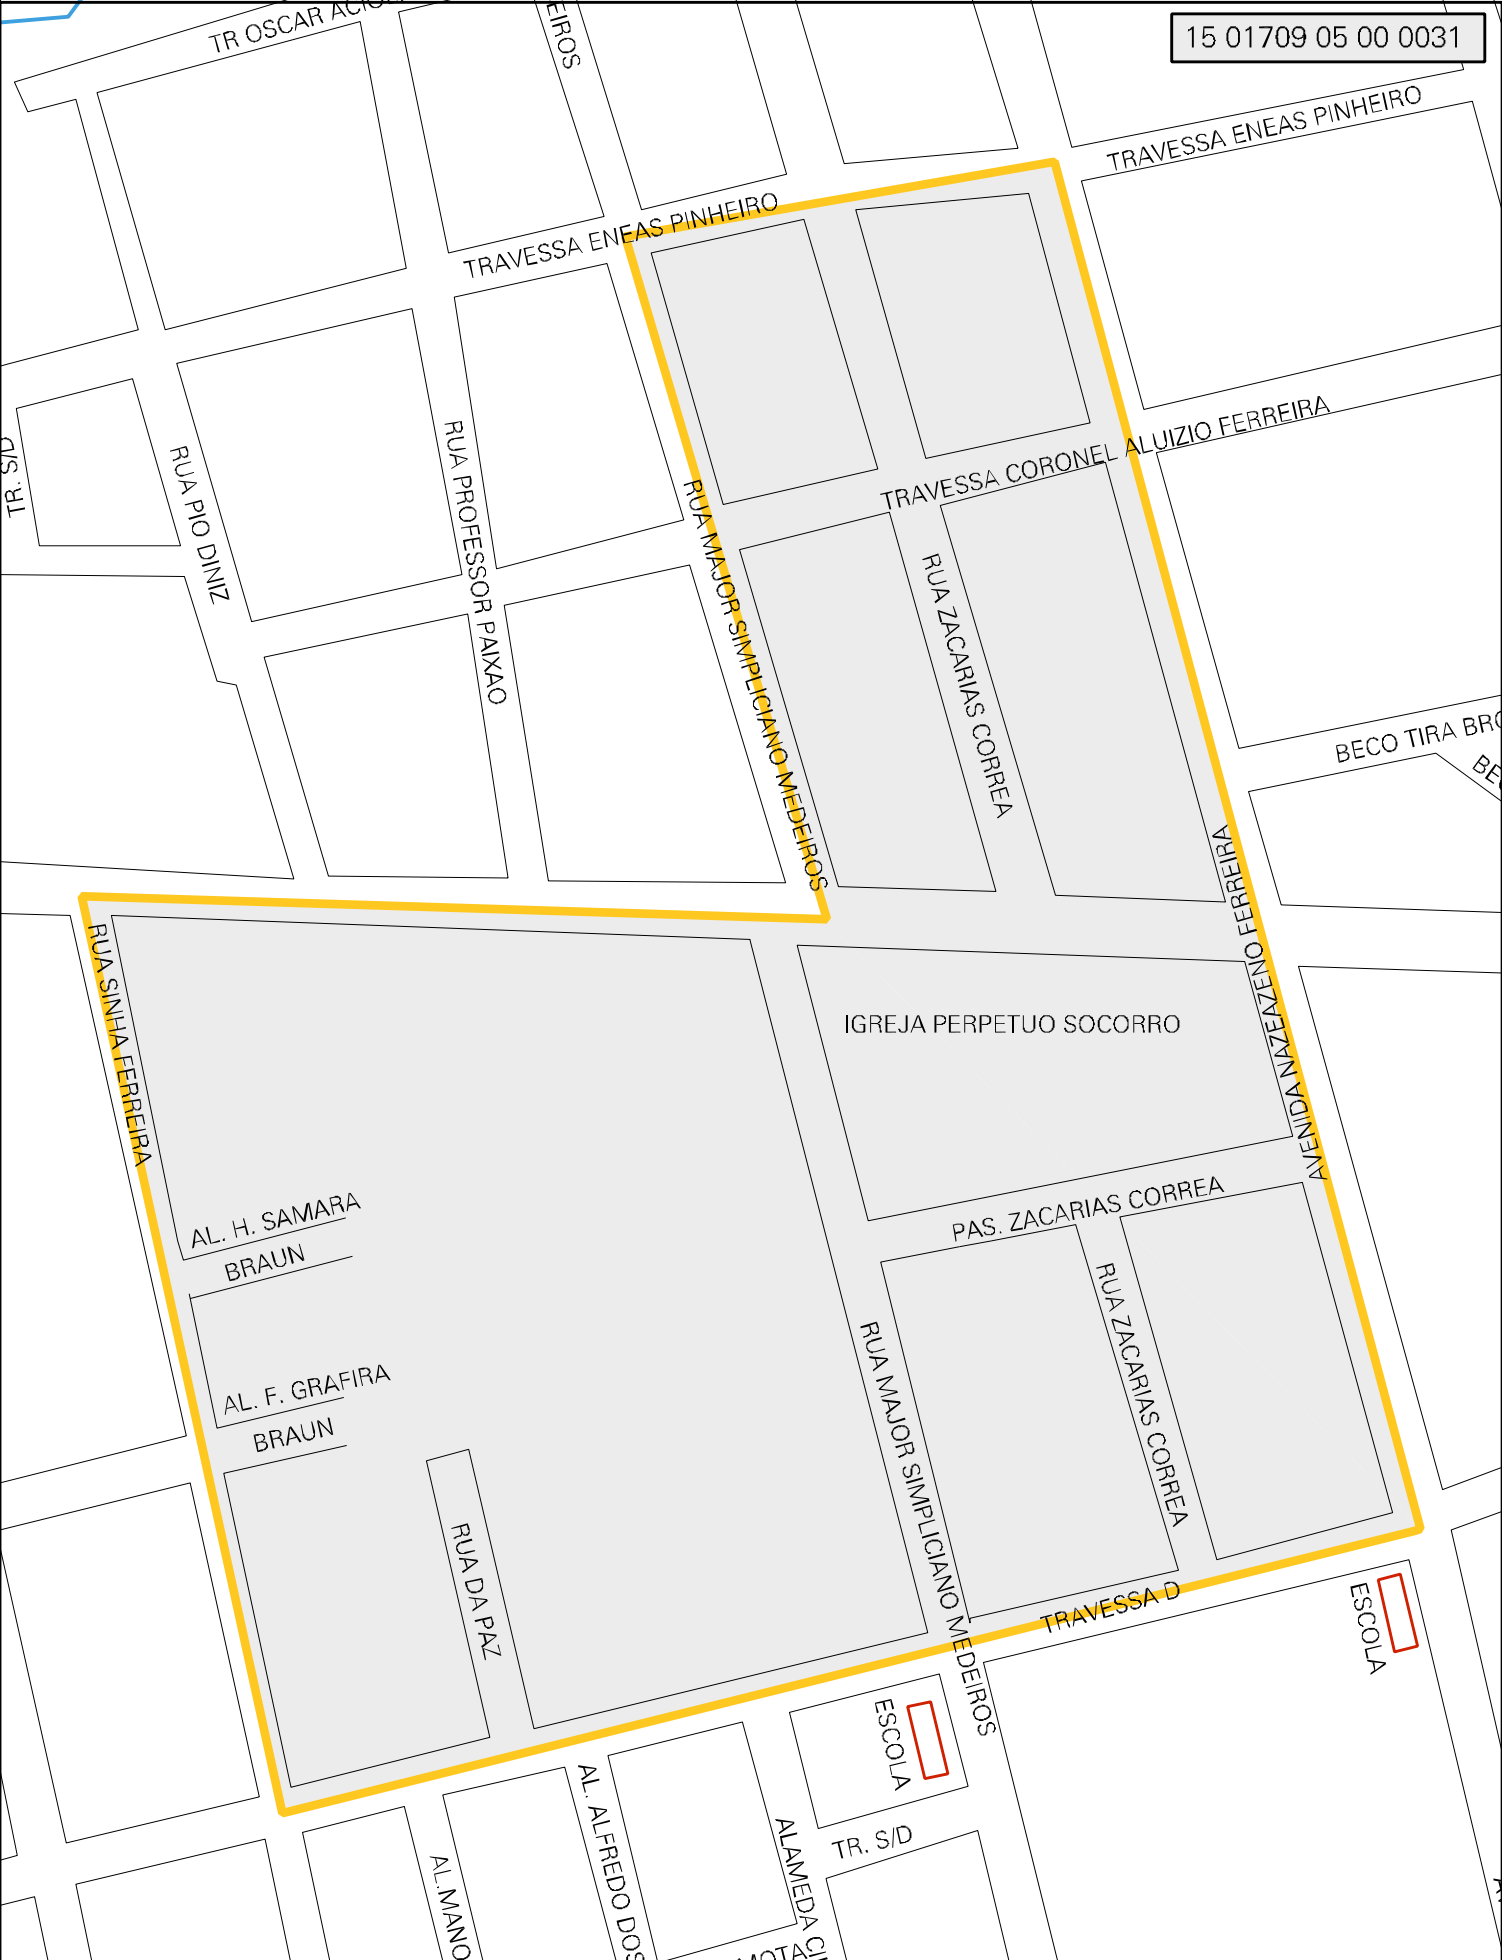 15 01709 05 00 0031
TR OSCAR
EIROS
TRAVESSA ENEAS PINHEIRO
TRAVESSA ENEAS PINHEIRO
TRAVESSA CORONEL ALUIZIO FERREIRA
TR. S/D
RUA PIO DINIZ
RUA PROFESSOR PAIXAO
RUA MAJOR SIMPLICIANO MEDEIROS
RUA ZACARIAS CORREA
BECO TIRA BRO
BEC
AVENIDA NAZEAZENO FERREIRA
RUA SINHA FERREIRA
IGREJA PERPETUO SOCORRO
AL. H. SAMARA
BRAUN
PAS. ZACARIAS CORREA
RUA ZACARIAS CORREA
RUA MAJOR SIMPLICIANO MEDEIROS
AL. F. GRAFIRA
BRAUN
RUA DA PAZ
TRAVESSA D
ESCOLA
ESCOLA
AL. ALFREDO DOS
ALAMEDA CI
TR. S/D
AL.MANO
MOTA